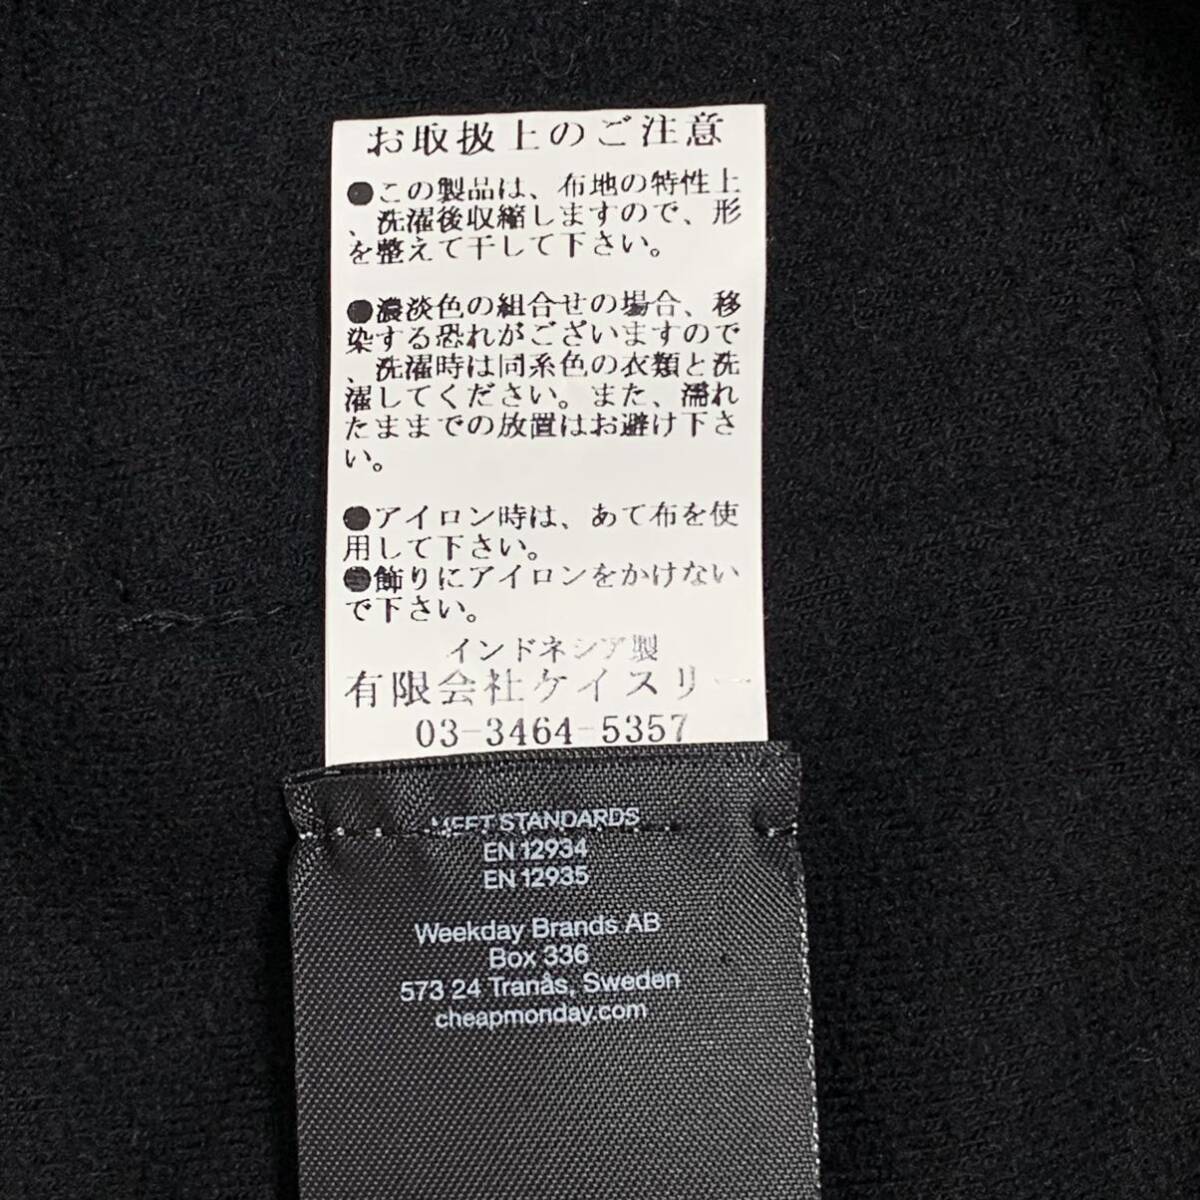 お取扱上のご注意
●この製品は、布地の特性上
、洗濯後収縮しますので、形
を整えて干して下さい。
●濃淡色の組合せの場合、移
染する恐れがございますので
、洗濯時は同系色の衣類と洗
濯してください。また、濡れ
たままでの放置はお避け下さ
い。
●アイロン時は、あて布を使
用して下さい。
●飾りにアイロンをかけない
で下さい。
インドネシア製
有限会社ケイスリー
03-3464-5357
MEET STANDARDS
EN 12934
EN 12935
Weekday Brands AB
Box 336
573 24 Tranås, Sweden
cheapmonday.com